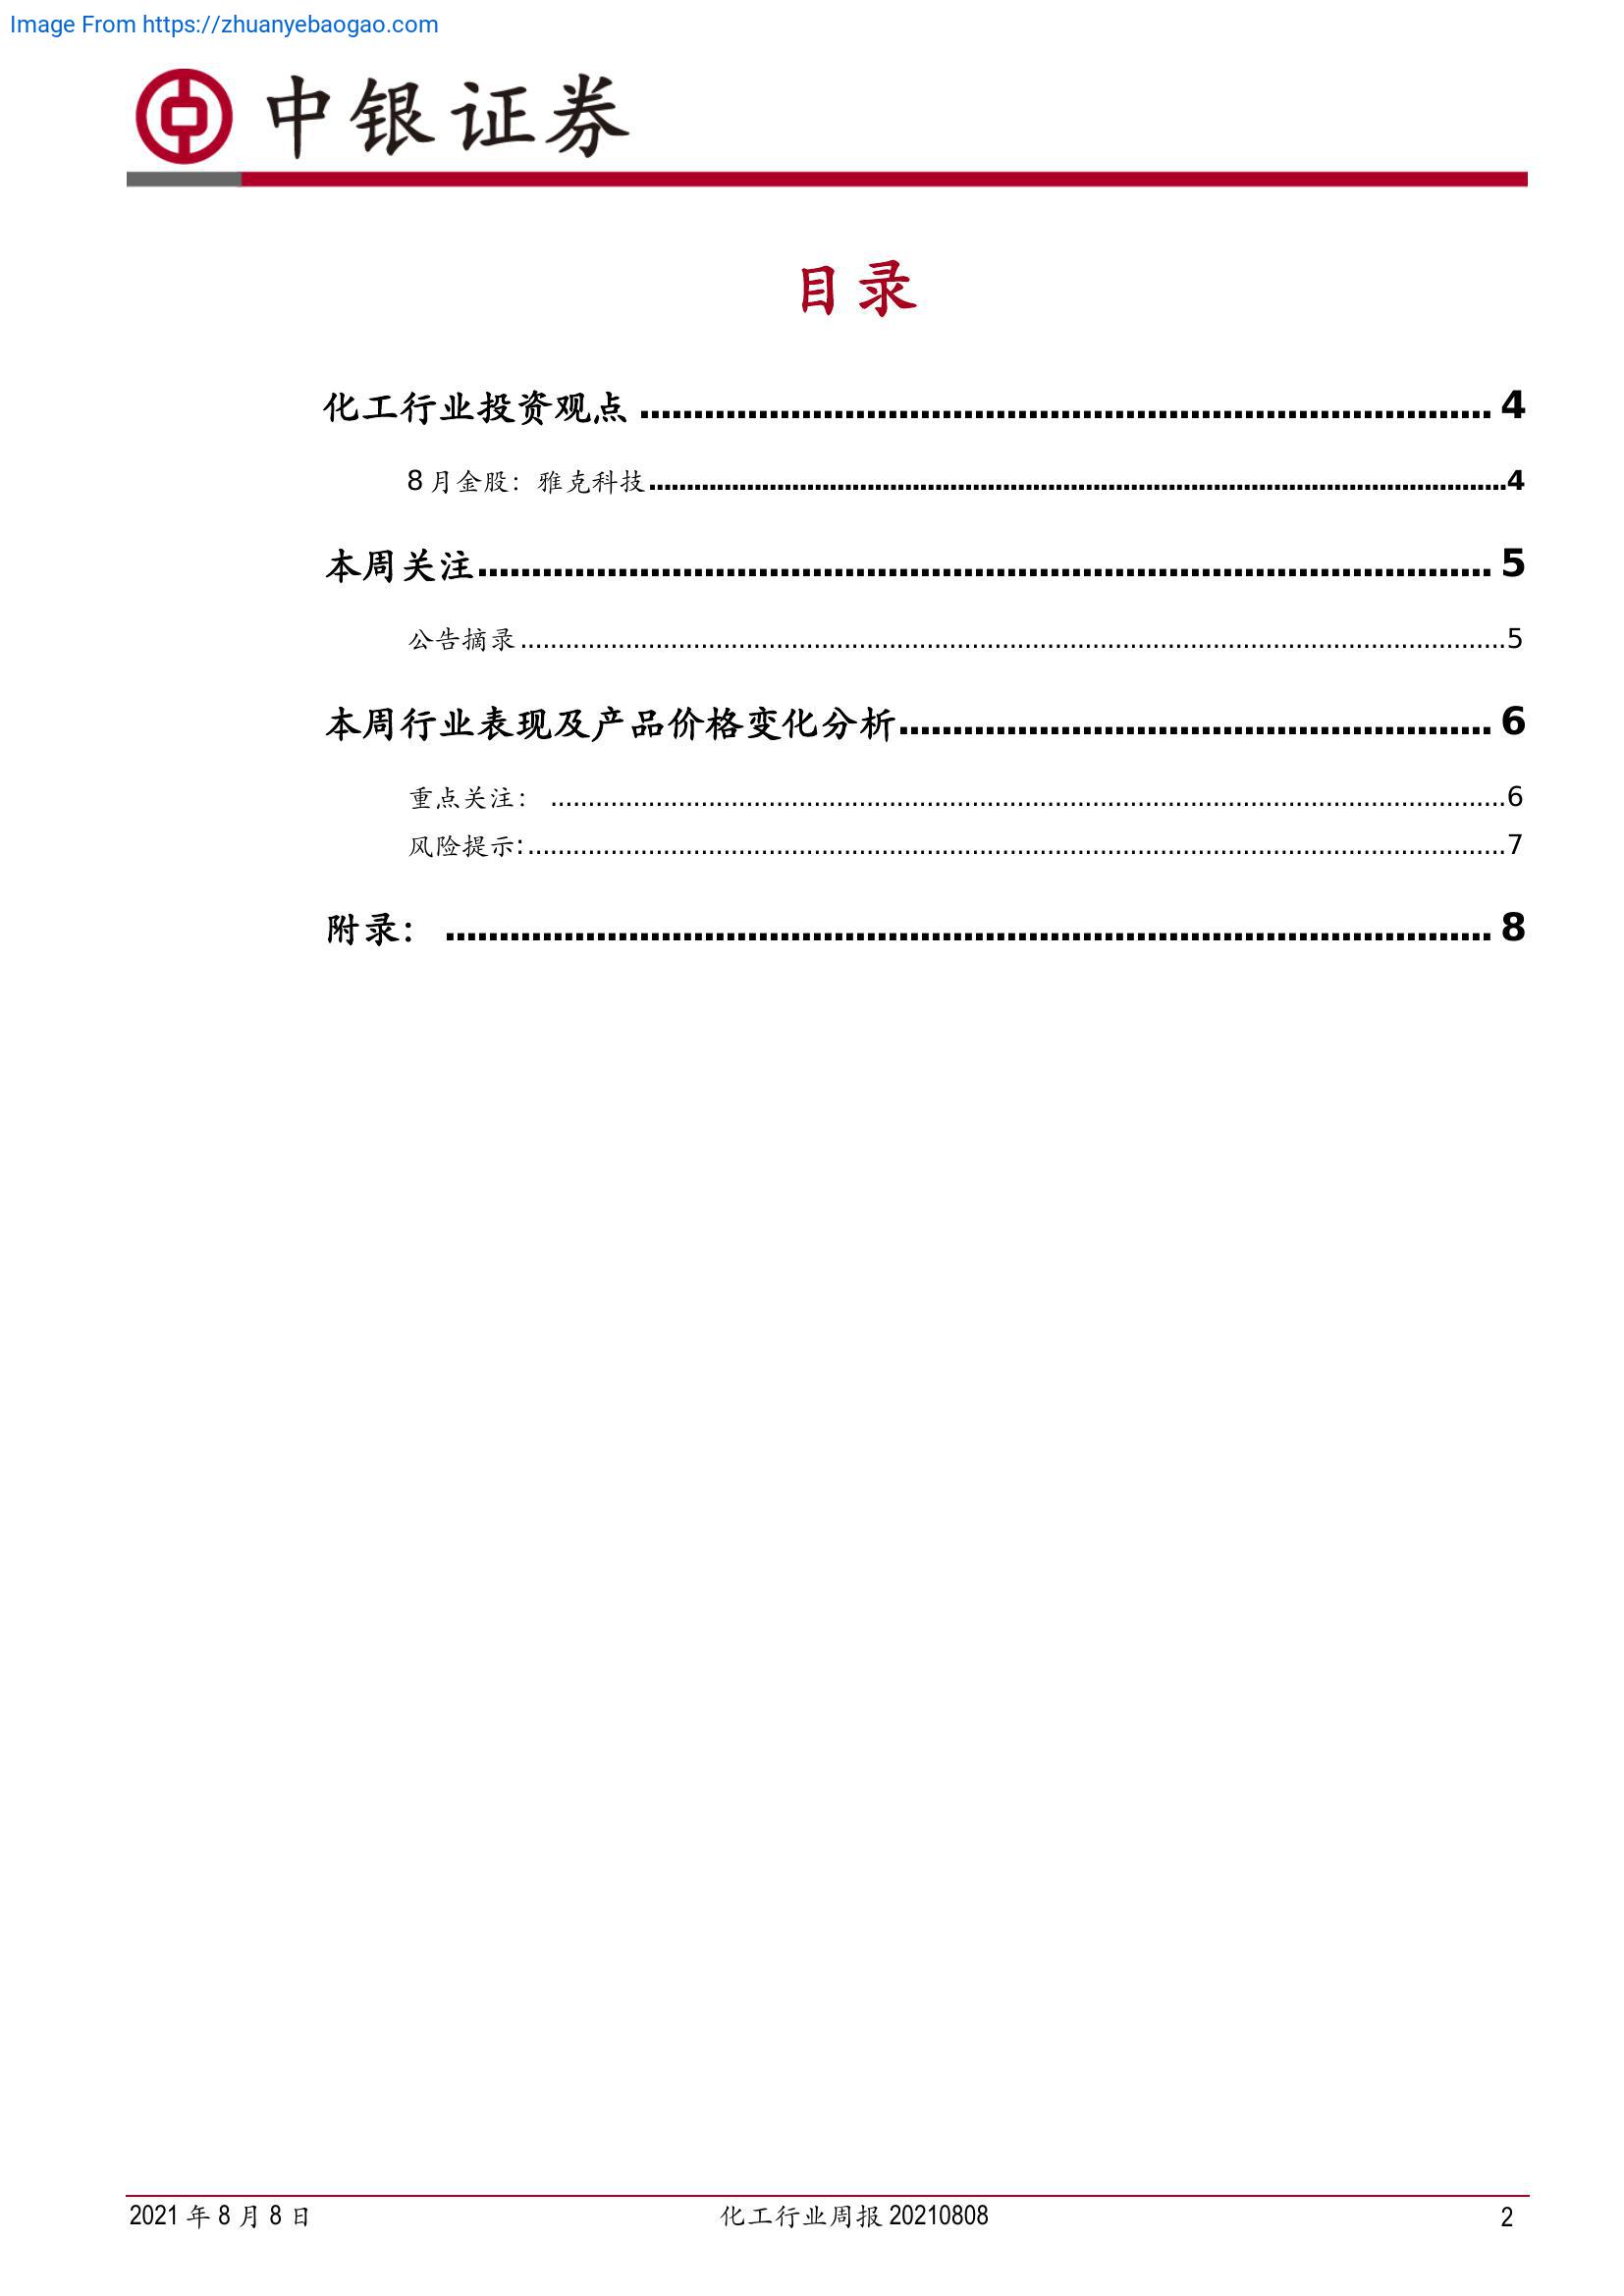 Image From https://zhuanyebaogao.com
中银证券
目录
化工行业投资观点 ........................................................................ 4
8 月金股：雅克科技........................................................................4
本周关注........................................................................ 5
公告摘录........................................................................5
本周行业表现及产品价格变化分析........................................................................ 6
重点关注： ........................................................................6
风险提示:........................................................................7
附录： ........................................................................ 8
2021 年 8 月 8 日 化工行业周报 20210808 2